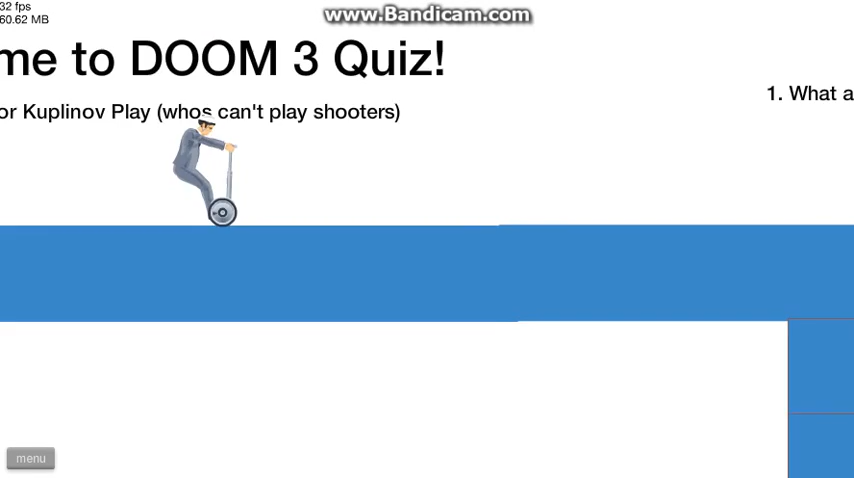 32 fps
60.62 MB
www.Bandicam.com
me to DOOM 3 Quiz!
or Kuplinov Play (whos can't play shooters)
1. What a
menu